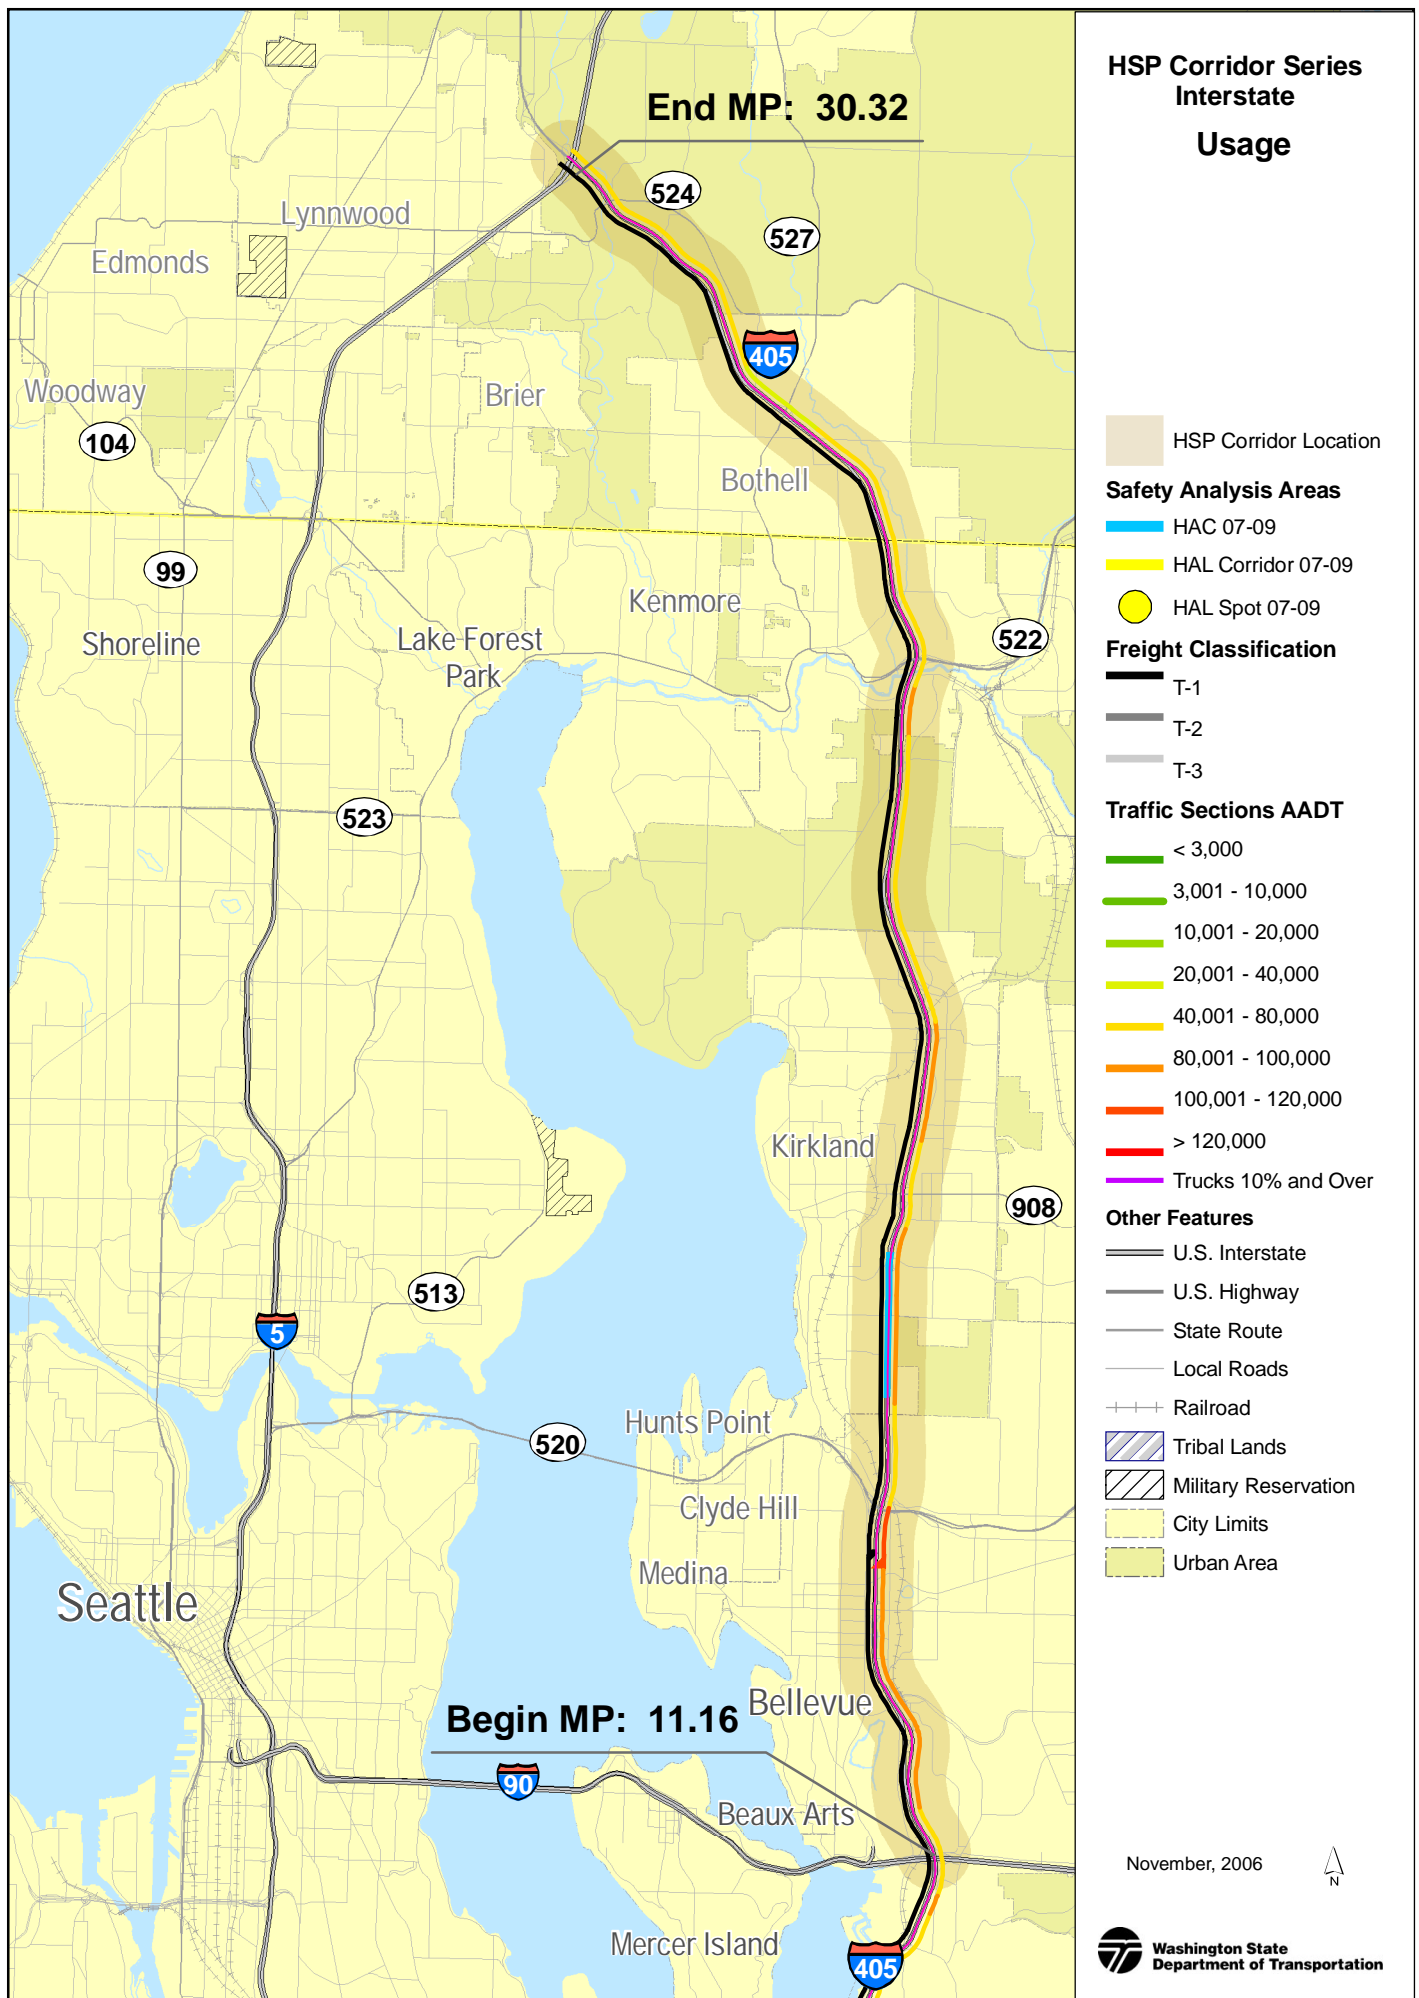 HSP Corridor Series
Interstate
Usage
End MP: 30.32
524
527
Lynnwood
Edmonds
405
Woodway
Brier
104
Bothell
99
Kenmore
Shoreline
Lake Forest
Park
522
523
Kirkland
908
513
5
Hunts Point
520
Clyde Hill
Medina
Seattle
Bellevue
Begin MP: 11.16
90
Beaux Arts
Mercer Island
405
HSP Corridor Location
Safety Analysis Areas
HAC 07-09
HAL Corridor 07-09
HAL Spot 07-09
Freight Classification
T-1
T-2
T-3
Traffic Sections AADT
< 3,000
3,001 - 10,000
10,001 - 20,000
20,001 - 40,000
40,001 - 80,000
80,001 - 100,000
100,001 - 120,000
> 120,000
Trucks 10% and Over
Other Features
U.S. Interstate
U.S. Highway
State Route
Local Roads
Railroad
Tribal Lands
Military Reservation
City Limits
Urban Area
November, 2006
N
Washington State
Department of Transportation